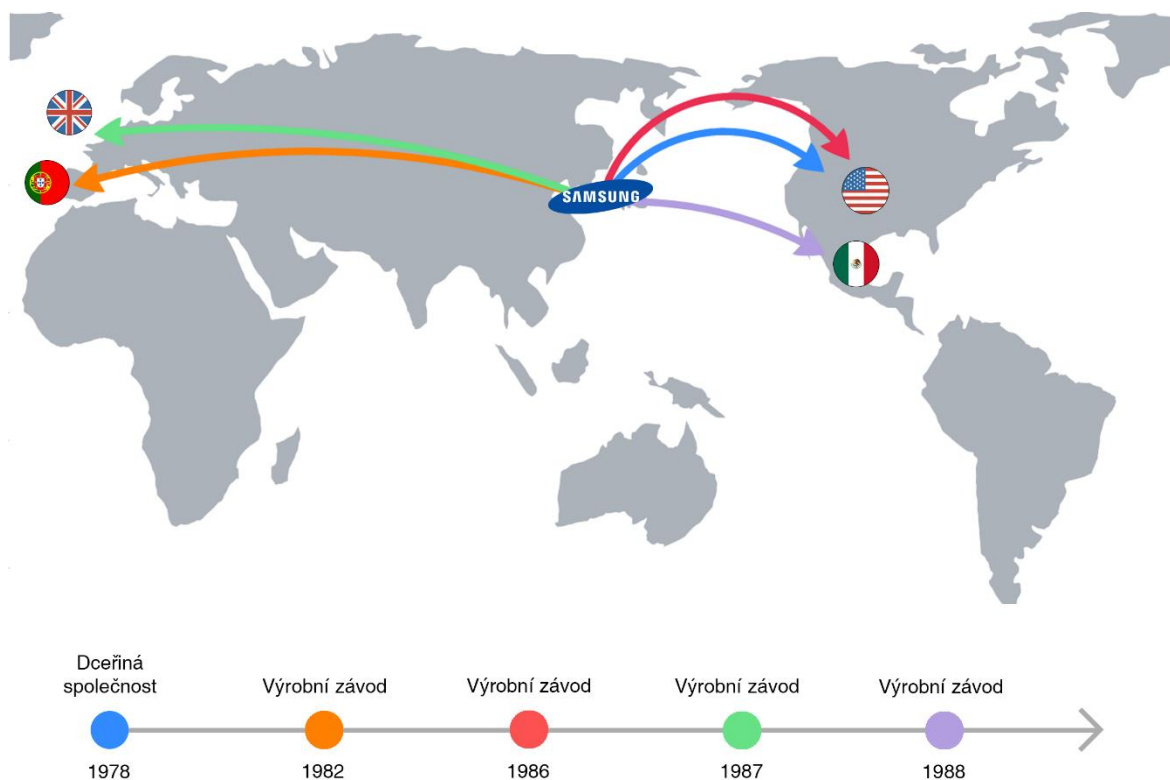 SAMSUNG
Dceřiná
společnost
Výrobní závod
Výrobní závod
Výrobní závod
Výrobní závod
1978
1982
1986
1987
1988